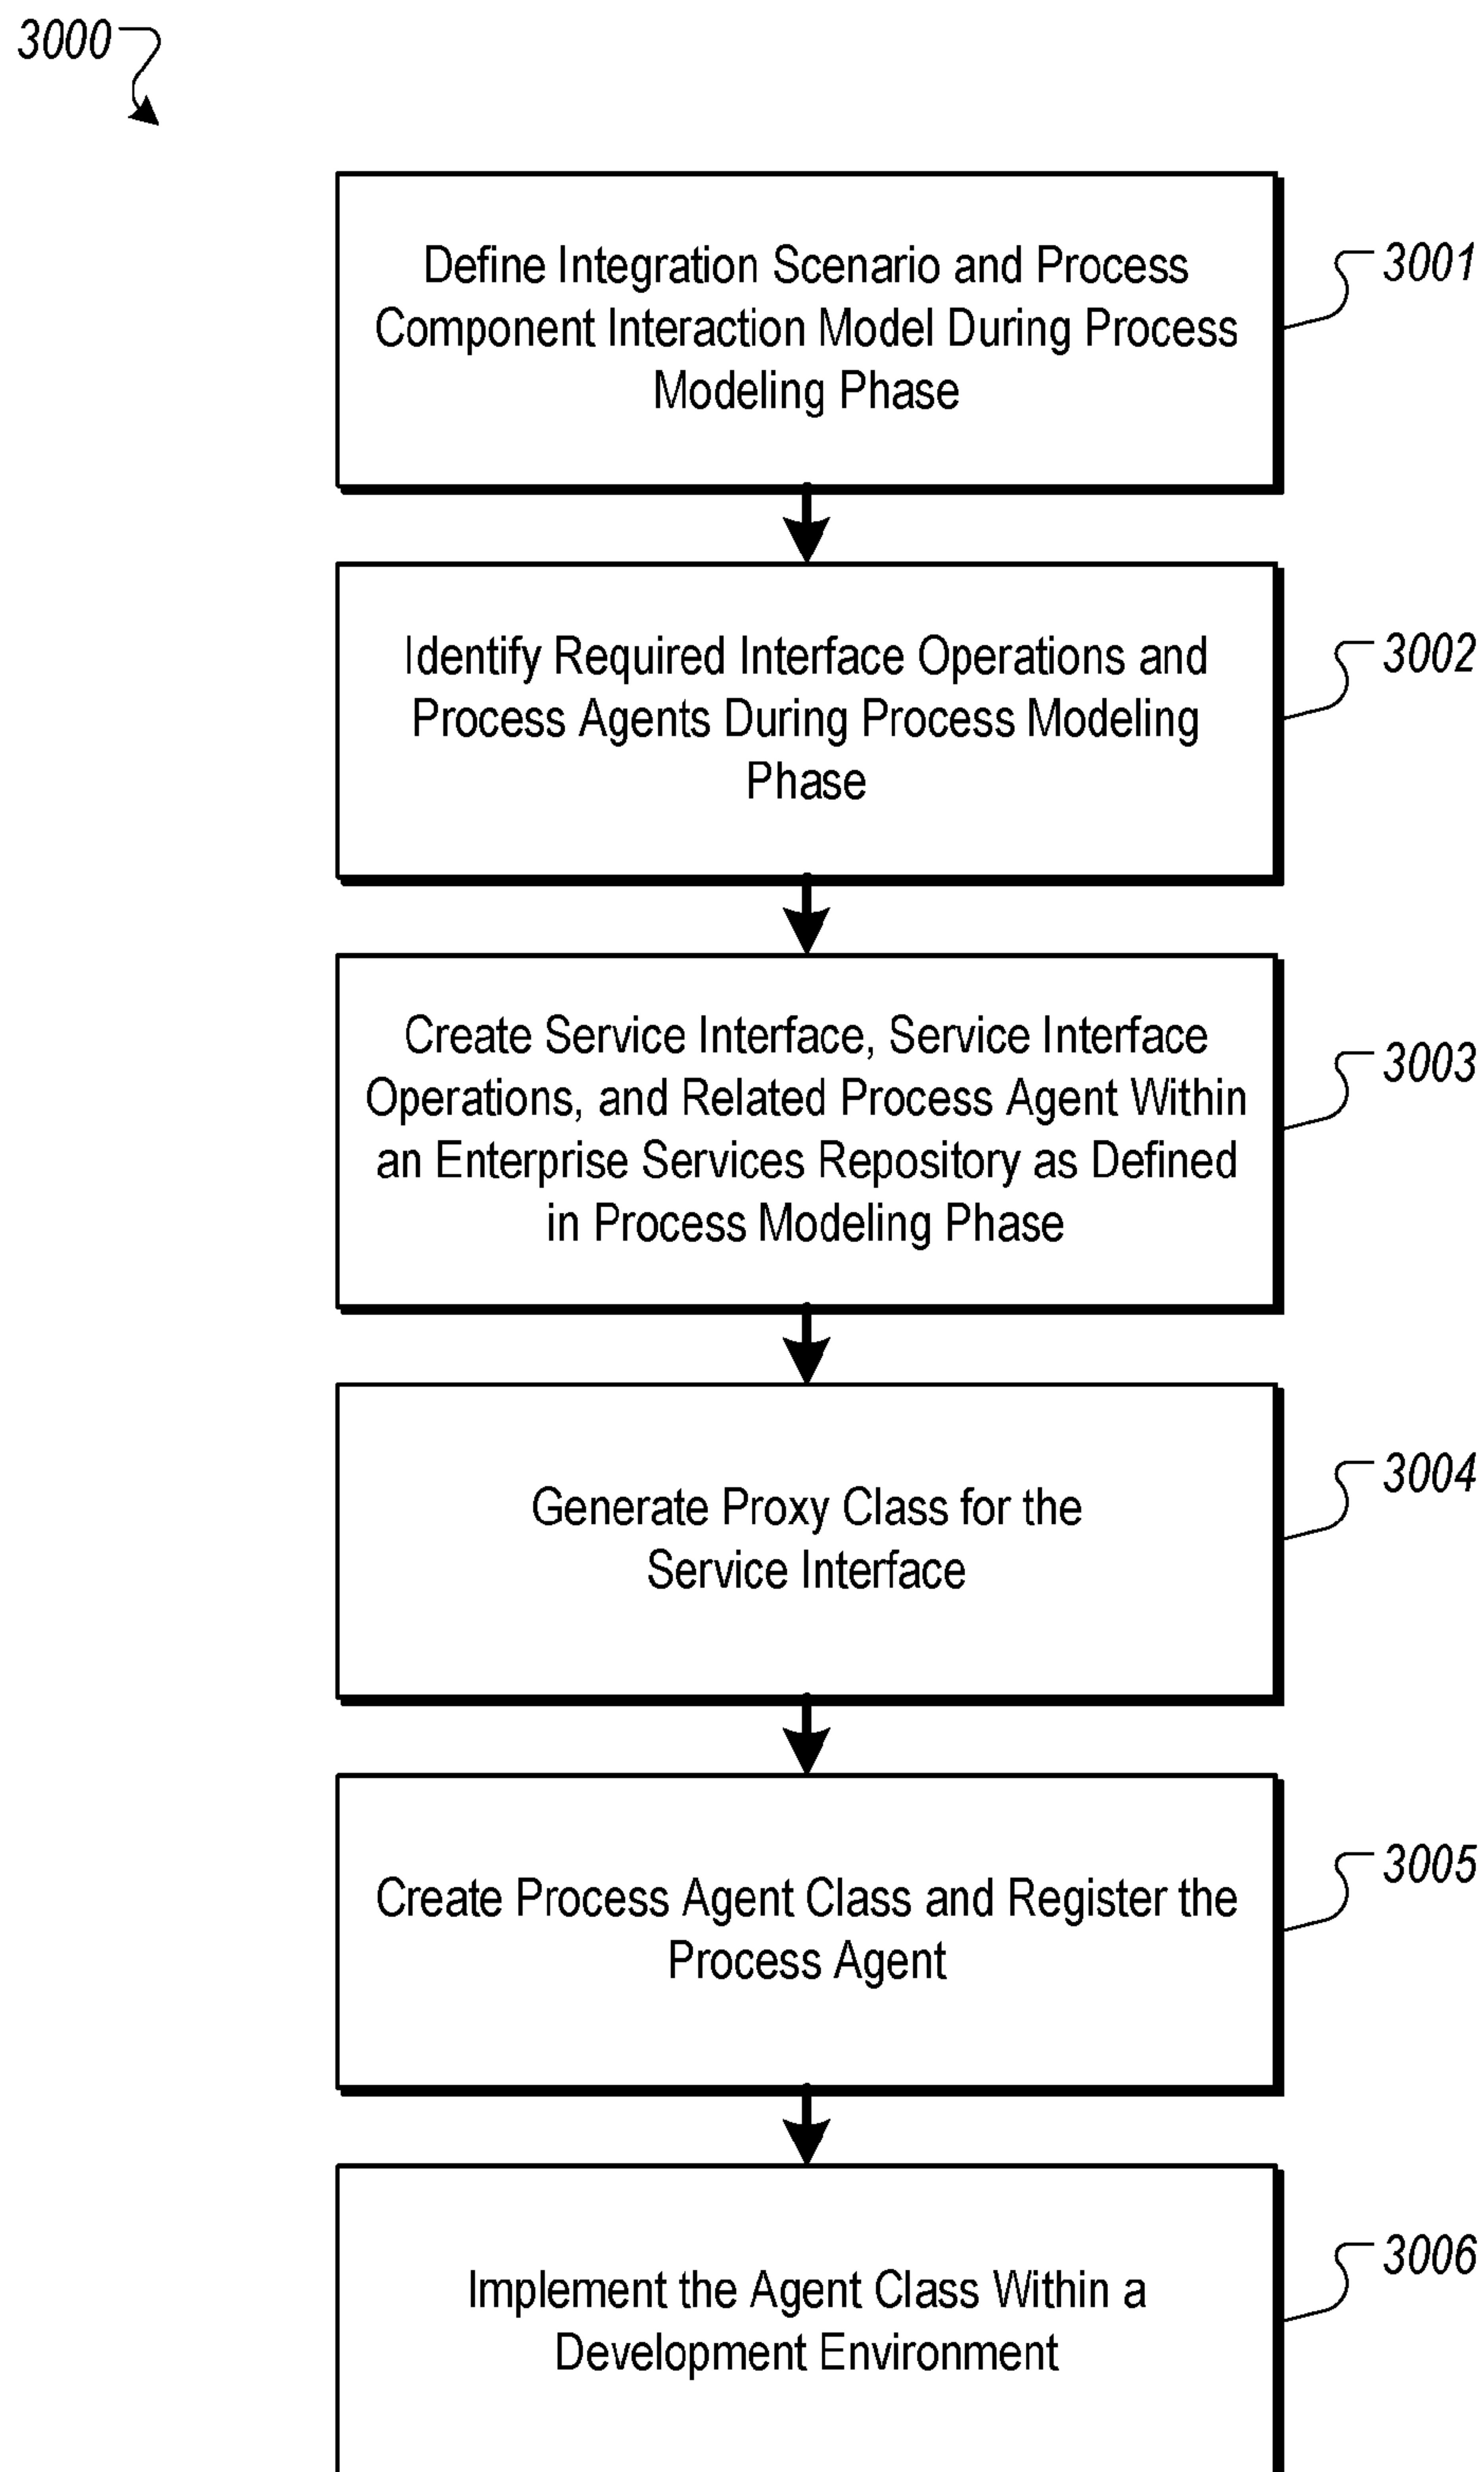 3000
Define Integration Scenario and Process
Component Interaction Model During Process
Modeling Phase
3001
Identify Required Interface Operations and
Process Agents During Process Modeling
Phase
3002
Create Service Interface, Service Interface
Operations, and Related Process Agent Within
an Enterprise Services Repository as Defined
in Process Modeling Phase
3003
Generate Proxy Class for the
Service Interface
3004
Create Process Agent Class and Register the
Process Agent
3005
Implement the Agent Class Within a
Development Environment
3006